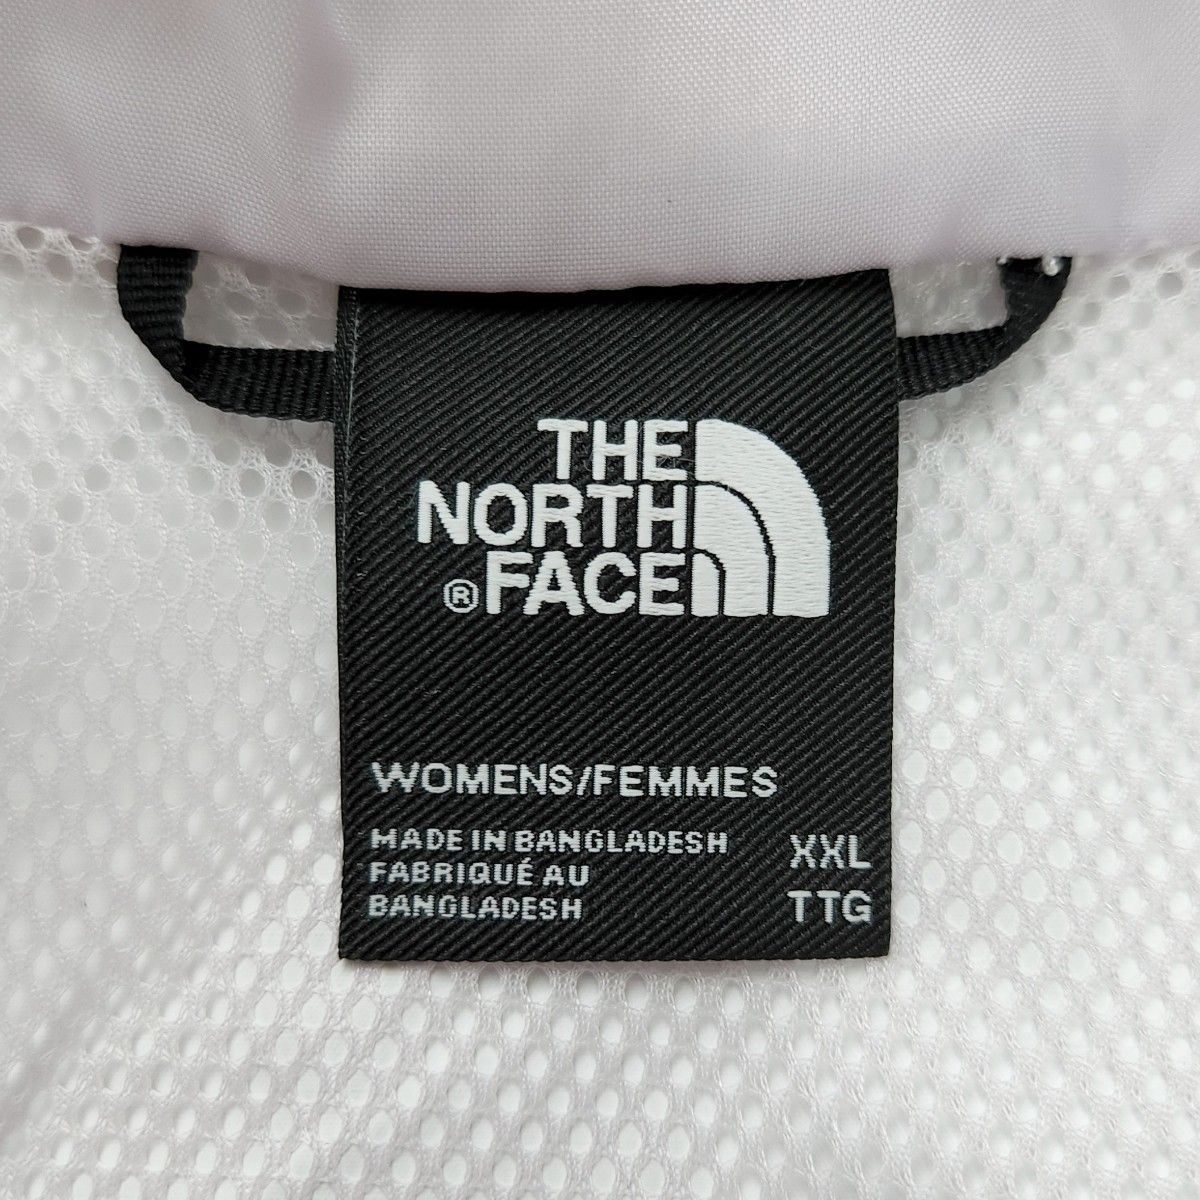 THE
NORTH
® FACE
WOMENS/FEMMES
MADE IN BANGLADESH
FABRIQUÉ AU
BANGLADESH
XXL
TTG